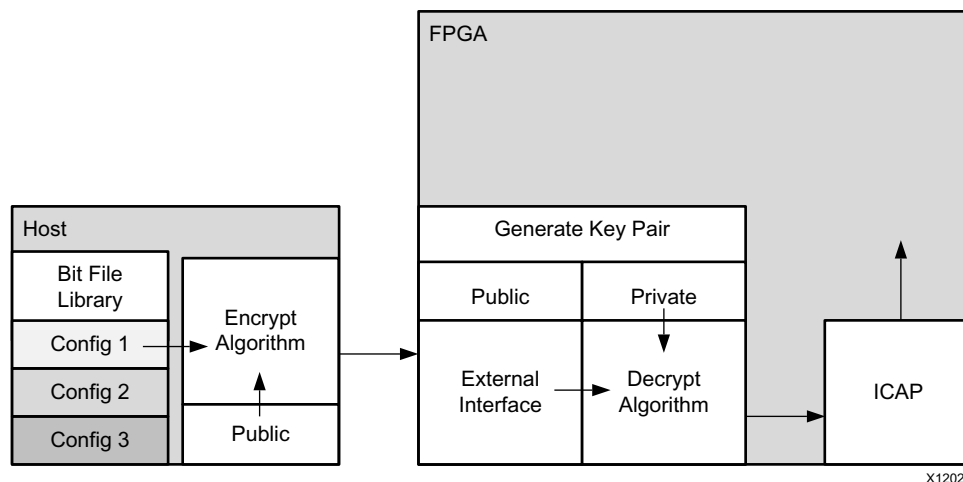 FPGA
Host
Bit File
Library
Config 1
Config 2
Config 3
Encrypt
Algorithm
Public
Generate Key Pair
Public
Private
External
Interface
Decrypt
Algorithm
ICAP
X1202